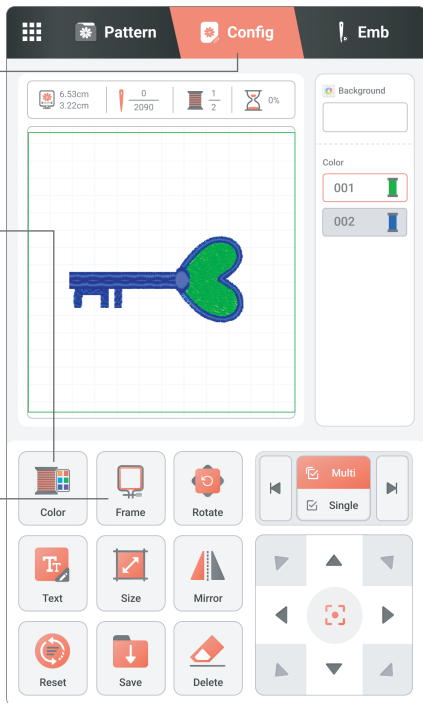 Pattern
Config
Emb
6.53cm
3.22cm
0
2090
1
2
0%
Background
Color
001
002
Color
Frame
Rotate
Multi
Single
Text
Size
Mirror
Reset
Save
Delete